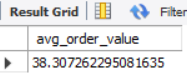 Result Grid Filter
avg_order_value
38.307262295081635